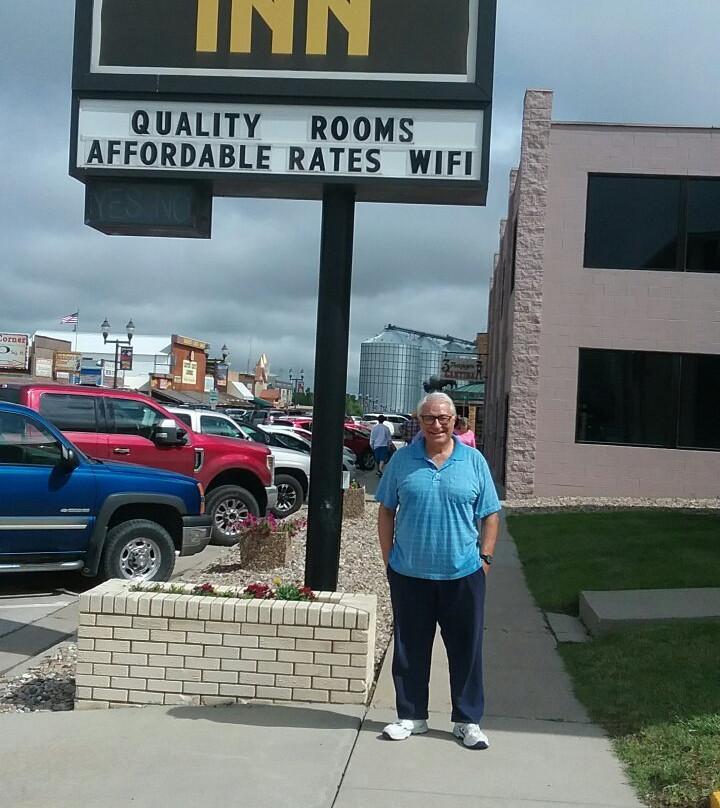 INN
QUALITY ROOMS
AFFORDABLE RATES WIFI
YES NO
Corner